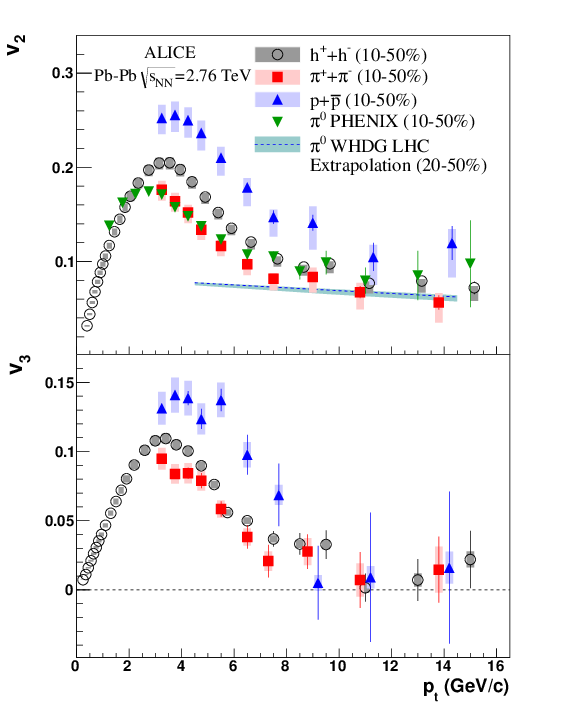 v₂
ALICE
Pb-Pb √sNN=2.76 TeV
h⁺+h⁻ (10-50%)
π⁺+π⁻ (10-50%)
p+p̅ (10-50%)
π⁰ PHENIX (10-50%)
π⁰ WHDG LHC
Extrapolation (20-50%)
0.3
0.2
0.1
v₃
0.15
0.1
0.05
0
0 2 4 6 8 10 12 14 16
pₜ (GeV/c)